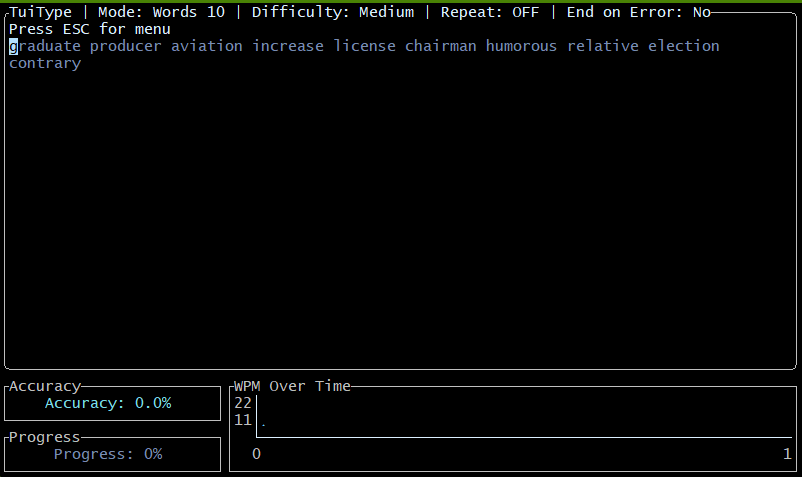 TuiType | Mode: Words 10 | Difficulty: Medium | Repeat: OFF | End on Error: No
Press ESC for menu
graduate producer aviation increase license chairman humorous relative election
contrary
Accuracy
Accuracy: 0.0%
Progress
Progress: 0%
WPM Over Time
22
11
0 1